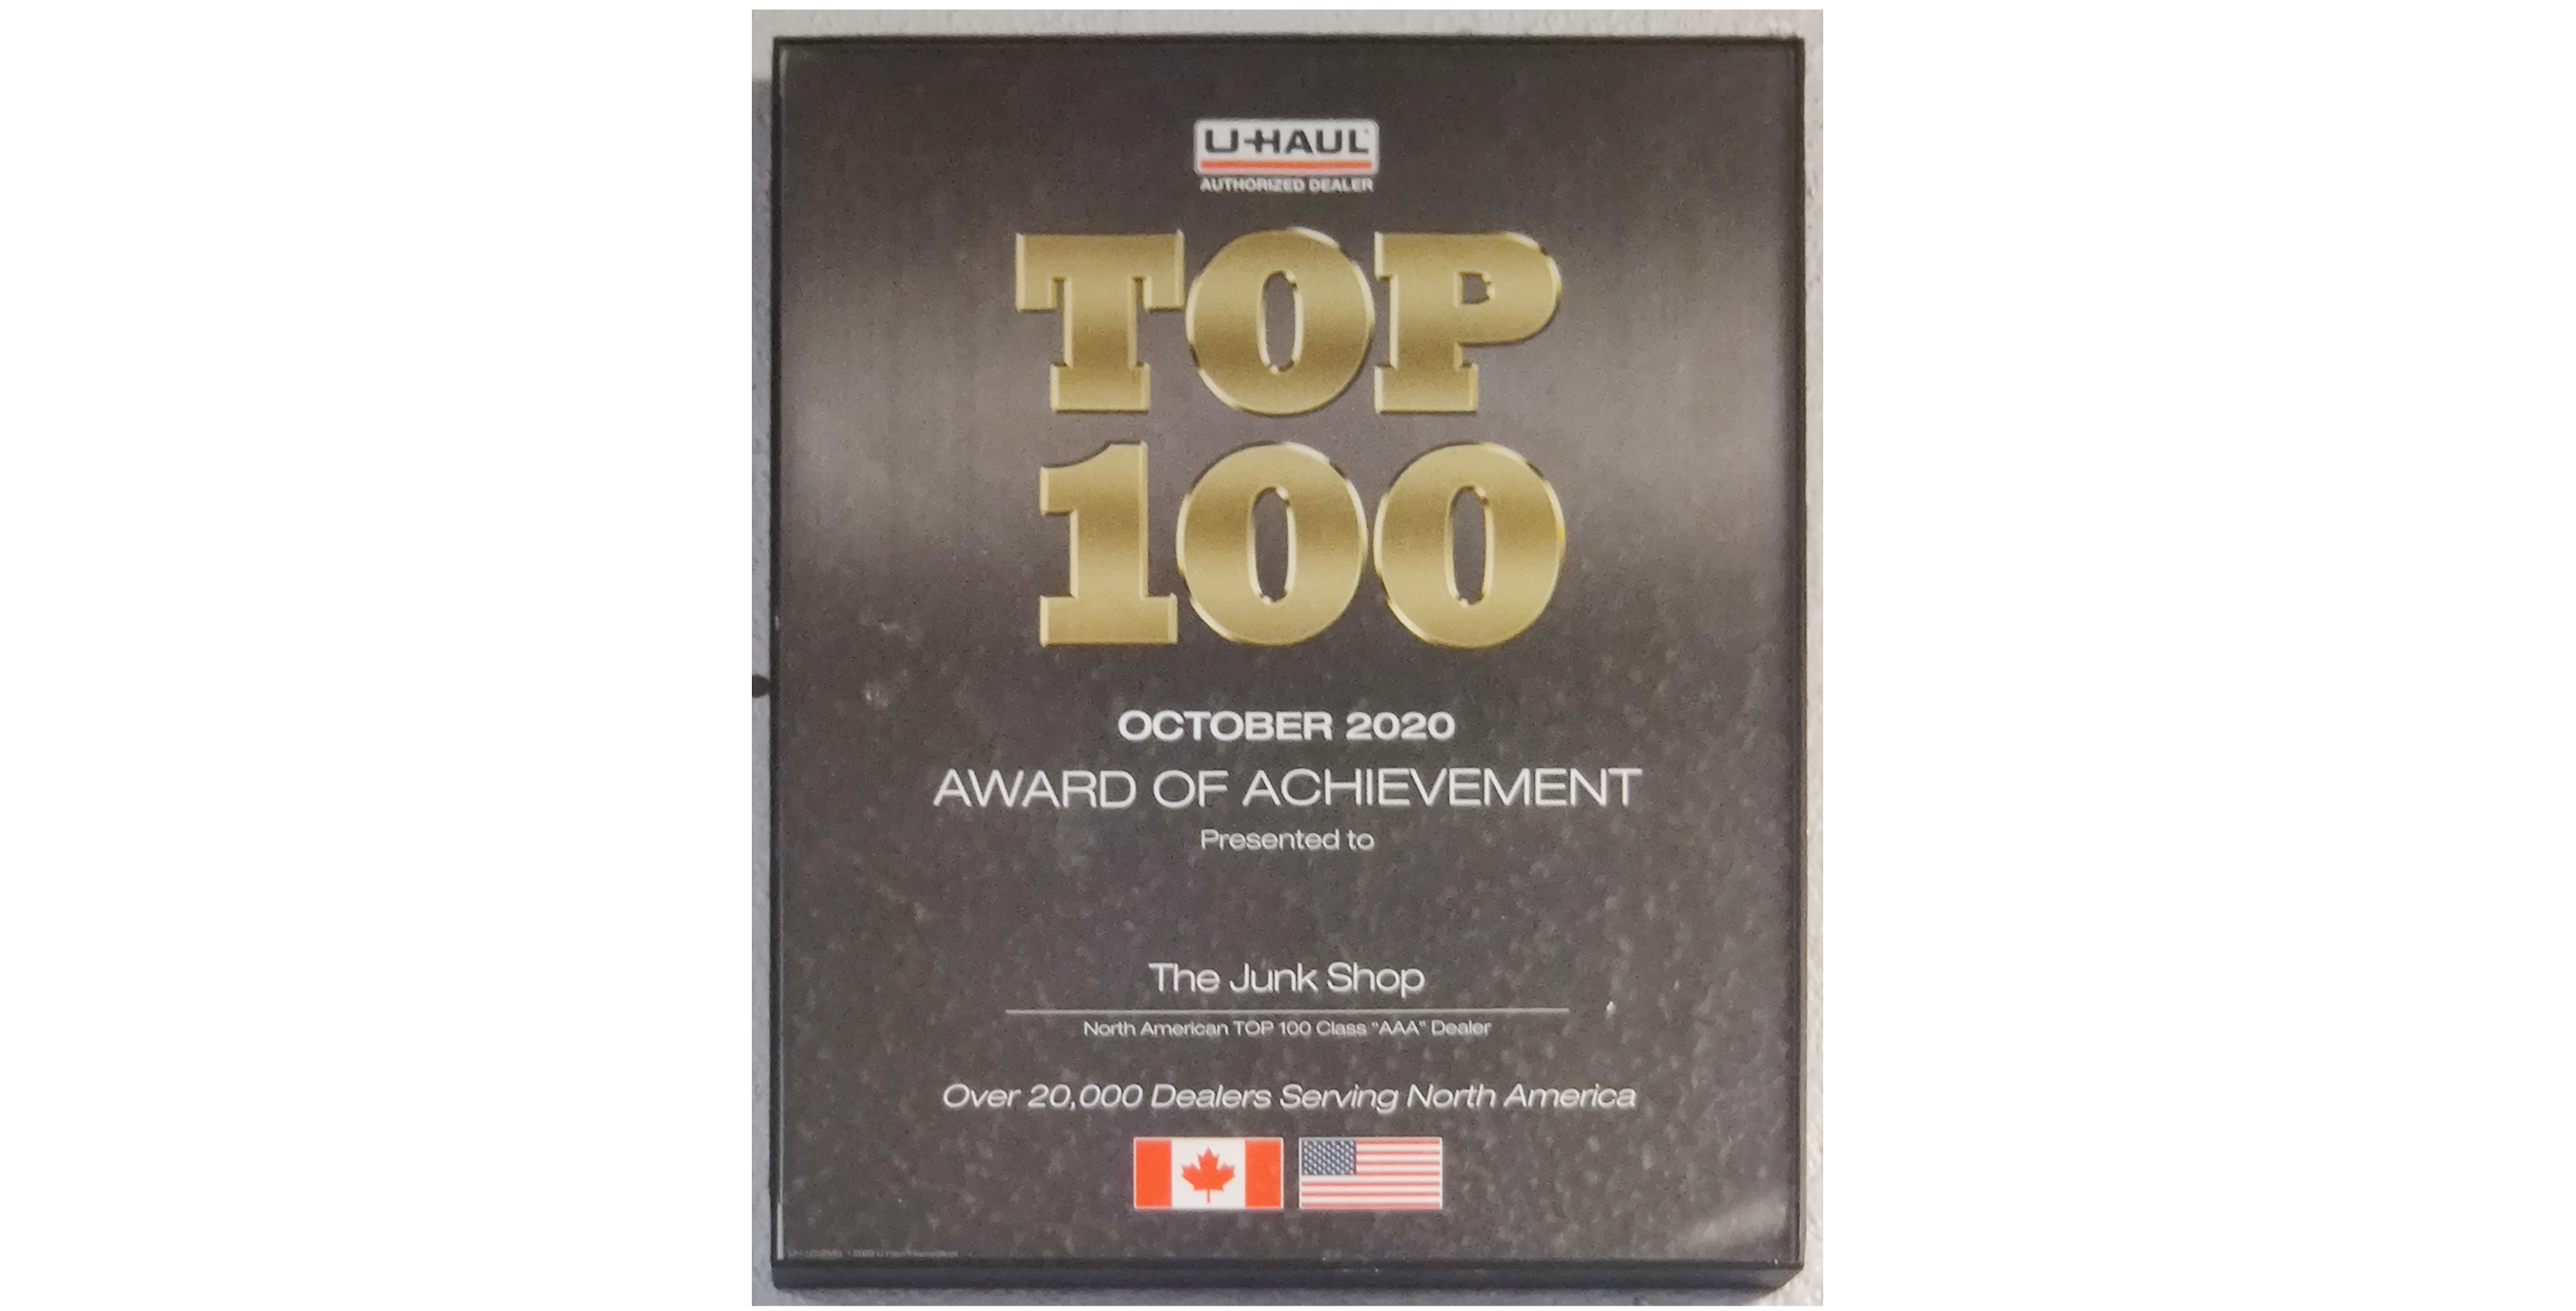 U-HAUL
AUTHORIZED DEALER
TOP
100
OCTOBER 2020
AWARD OF ACHIEVEMENT
Presented to
The Junk Shop
North American TOP 100 Class "AAA" Dealer
Over 20,000 Dealers Serving North America